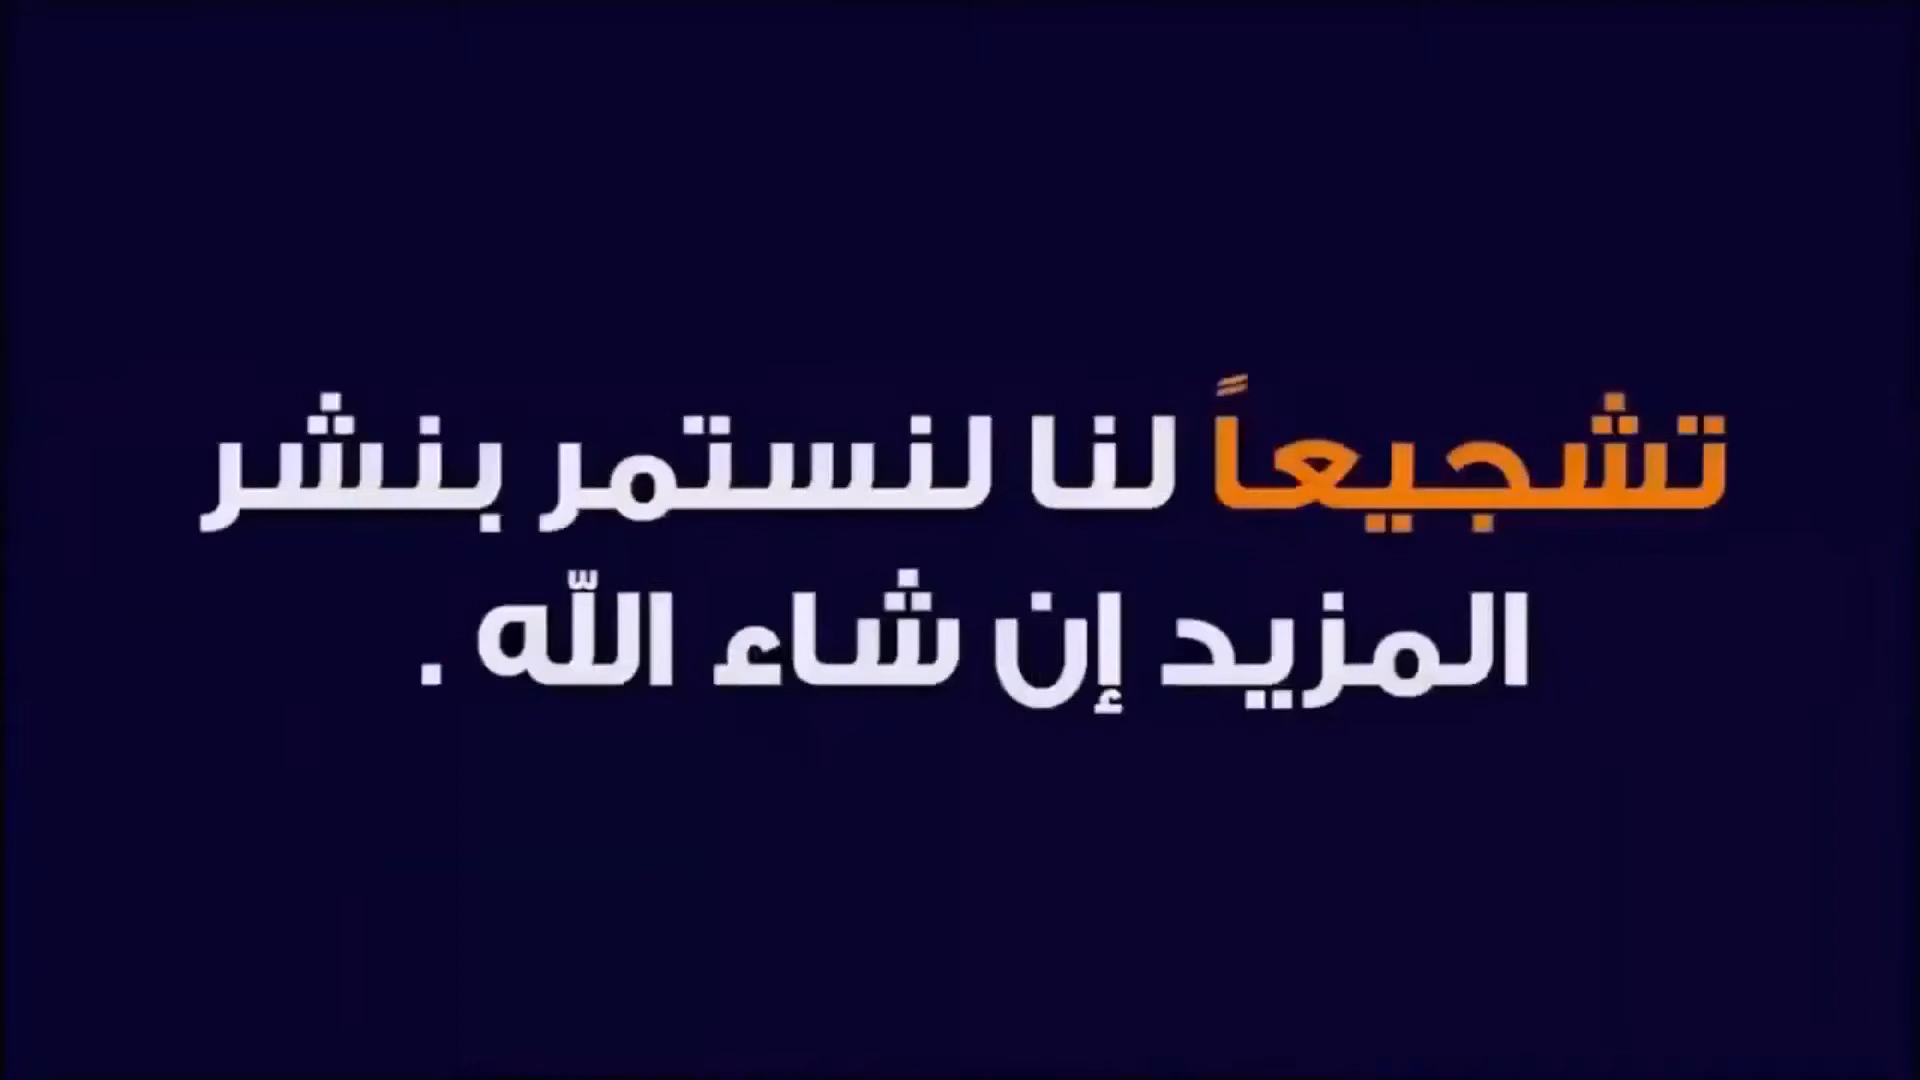 تشجيعاً لنا لنستمر بنشر
المزيد إن شاء اللّه .